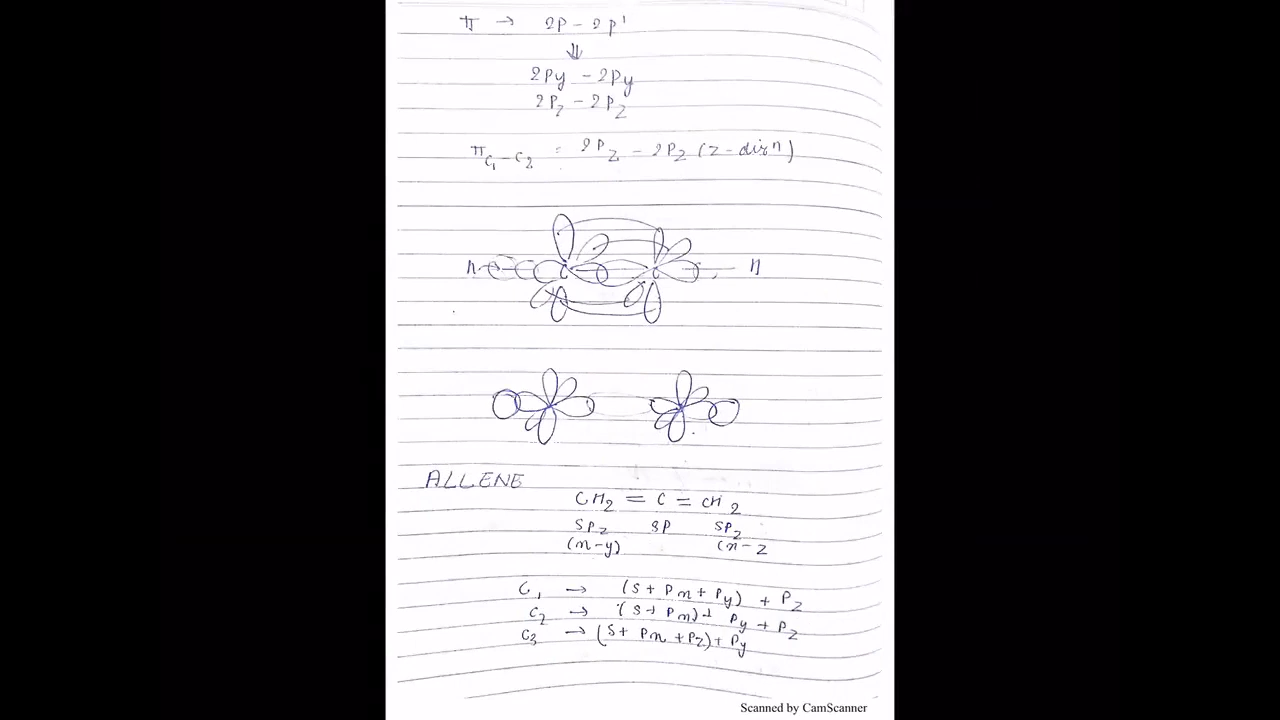 π → 2p - 2p'
⇓
2Py - 2Py
2Pz - 2Pz
π C1-C2 = 2Pz - 2Pz (z - dirn)
H C C H
ALLENE
CH2 = C = CH2
SP2 SP SP2
(x-y) (x-z
C1 → (S + Px + Py) + Pz
C2 → (S + Px) + Py + Pz
C3 → (S + Px + Pz) + Py
Scanned by CamScanner